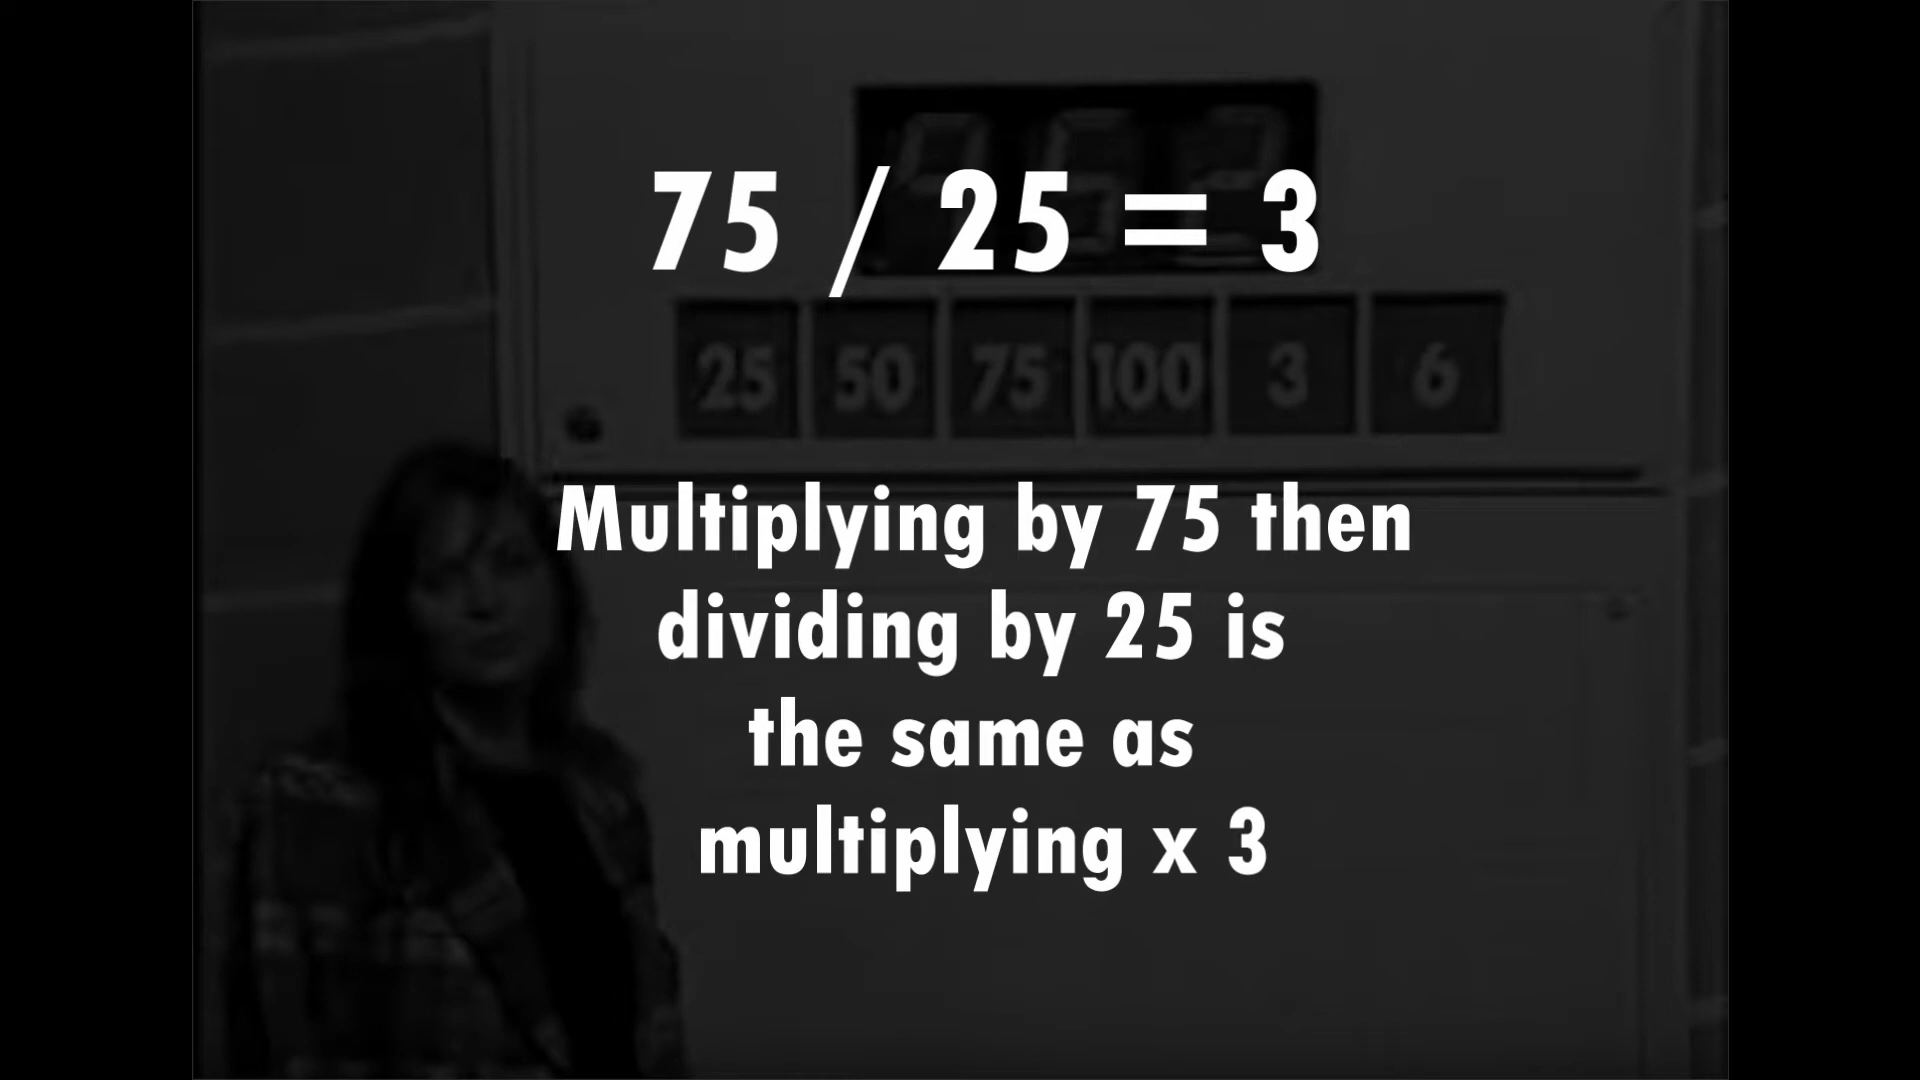 75 / 25 = 3
952
25 50 75 100 3 6
Multiplying by 75 then
dividing by 25 is
the same as
multiplying x 3